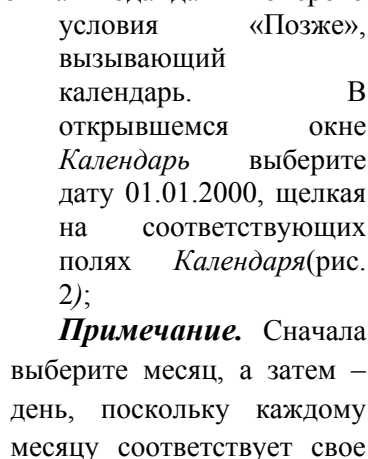 условия «Позже»,
вызывающий
календарь. В
открывшемся окне
Календарь выберите
дату 01.01.2000, щелкая
на соответствующих
полях Календаря(рис.
2);
Примечание. Сначала
выберите месяц, а затем –
день, поскольку каждому
месяцу соответствует свое